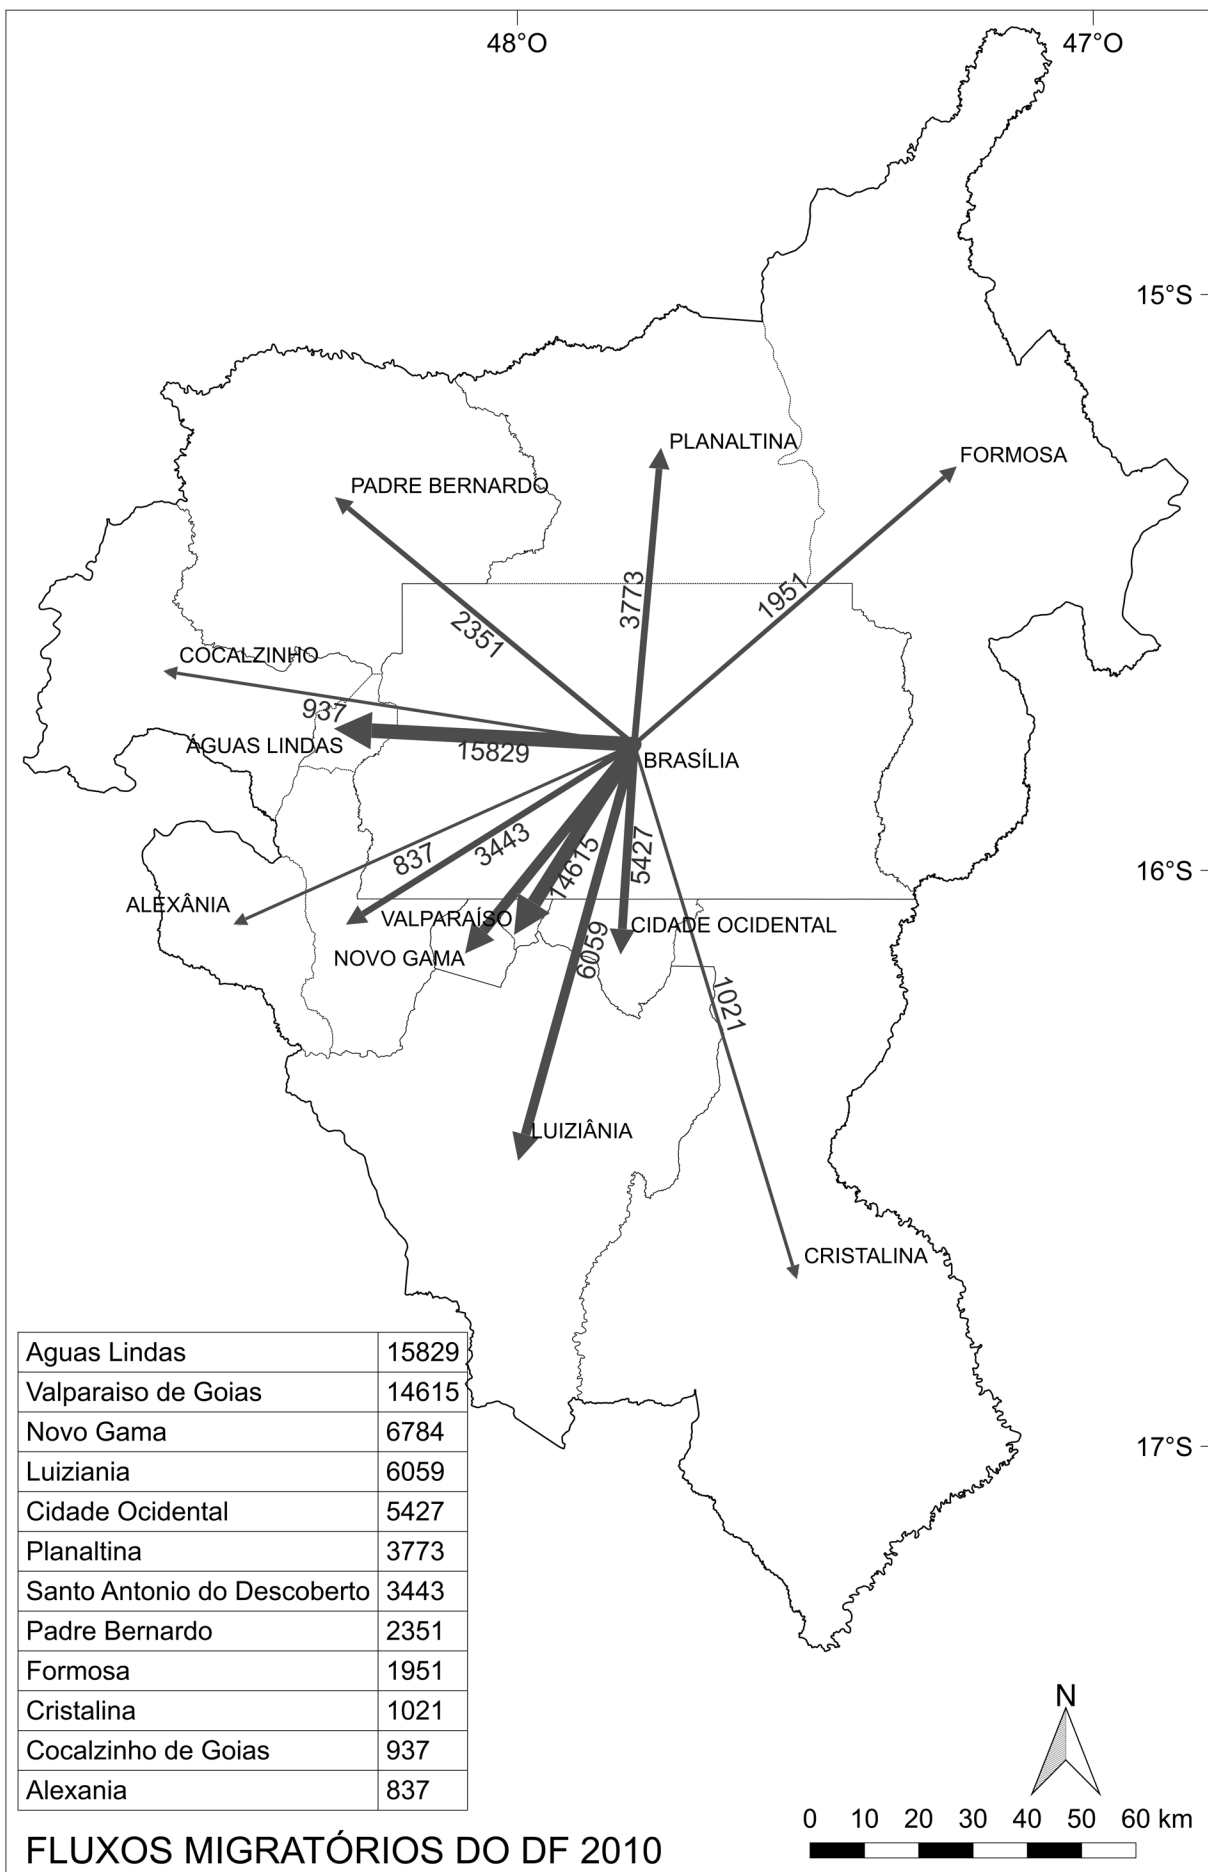 48°O
47°O
15°S
PLANALTINA
FORMOSA
PADRE BERNARDO
3773
1951
2351
COCALZINHO
937
ÁGUAS LINDAS
15829
BRASÍLIA
3443
837
14615
5427
16°S
ALEXÂNIA
VALPARAÍSO
CIDADE OCIDENTAL
NOVO GAMA
6059
1021
LUIZIÂNIA
CRISTALINA
Aguas Lindas 15829
Valparaiso de Goias 14615
Novo Gama 6784
17°S
Luiziania 6059
Cidade Ocidental 5427
Planaltina 3773
Santo Antonio do Descoberto 3443
Padre Bernardo 2351
Formosa 1951
Cristalina 1021
Cocalzinho de Goias 937
Alexania 837
N
0 10 20 30 40 50 60 km
FLUXOS MIGRATÓRIOS DO DF 2010